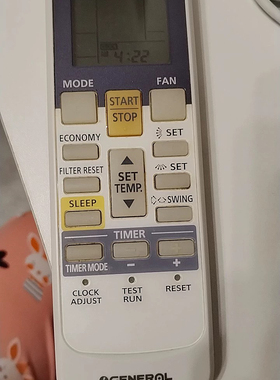 4:22
MODE
FAN
START
STOP
ECONOMY
SET
FILTER RESET
SET
SET
TEMP.
SLEEP
SWING
TIMER
TIMER MODE
−
+
CLOCK
ADJUST
TEST
RUN
RESET
GENERAL